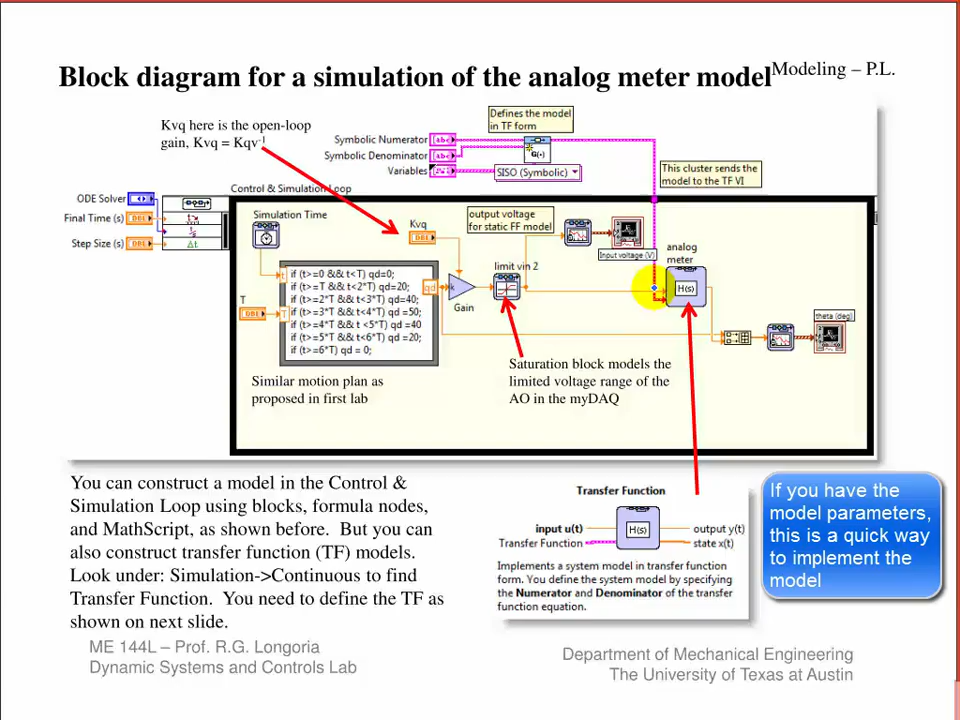 Block diagram for a simulation of the analog meter model
Modeling – P.L.
Kvq here is the open-loop
gain, Kvq = Kqv⁻¹
Defines the model
in TF form
Symbolic Numerator
abc
Symbolic Denominator
abc
Variables
G(·)
SISO (Symbolic)
This cluster sends the
model to the TF VI
ODE Solver
Control & Simulation Loop
Final Time (s)
DBL
Step Size (s)
DBL
Δt
Simulation Time
Kvq
DBL
output voltage
for static FF model
Input voltage (V)
analog
meter
limit vin 2
H(s)
t
if (t>=0 && t<T) qd=0;
if (t>=T && t<2*T) qd=20;
if (t>=2*T && t<3*T) qd=40;
if (t>=3*T && t<4*T) qd =50;
if (t>=4*T && t <5*T) qd =40
if (t>=5*T && t<6*T) qd =20;
if (t>=6*T) qd = 0;
qd
k
Gain
T
DBL
T
theta (deg)
Similar motion plan as
proposed in first lab
Saturation block models the
limited voltage range of the
AO in the myDAQ
You can construct a model in the Control &
Simulation Loop using blocks, formula nodes,
and MathScript, as shown before.  But you can
also construct transfer function (TF) models.
Look under: Simulation->Continuous to find
Transfer Function.  You need to define the TF as
shown on next slide.
Transfer Function
input u(t)
H(s)
output y(t)
Transfer Function
state x(t)
Implements a system model in transfer function
form. You define the system model by specifying
the Numerator and Denominator of the transfer
function equation.
If you have the
model parameters,
this is a quick way
to implement the
model
ME 144L – Prof. R.G. Longoria
Dynamic Systems and Controls Lab
Department of Mechanical Engineering
The University of Texas at Austin